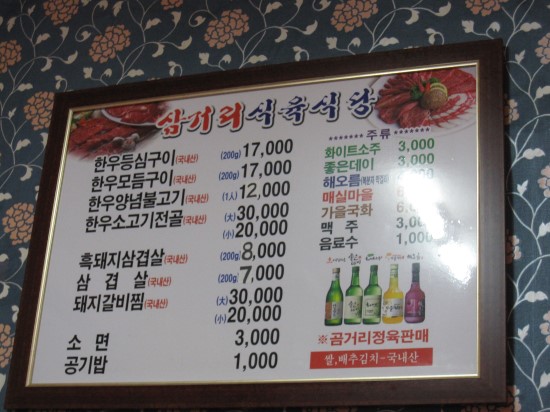 삼거리식육식당
한우등심구이(국내산) (200g) 17,000
한우모듬구이(국내산) (200g) 17,000
한우양념불고기(국내산) (1人) 12,000
한우소고기전골(국내산) (大) 30,000
(小) 20,000
흑돼지삼겹살(국내산) (200g) 8,000
삼 겹 살(국내산) (200g) 7,000
돼지갈비찜(국내산) (大) 30,000
(小) 20,000
소 면 3,000
공기밥 1,000
주 류
화이트소주 3,000
좋은데이 3,000
해오름
매실마을
가을국화
맥 주
음료수 1,000
※곰거리정육판매
쌀,배추김치-국내산